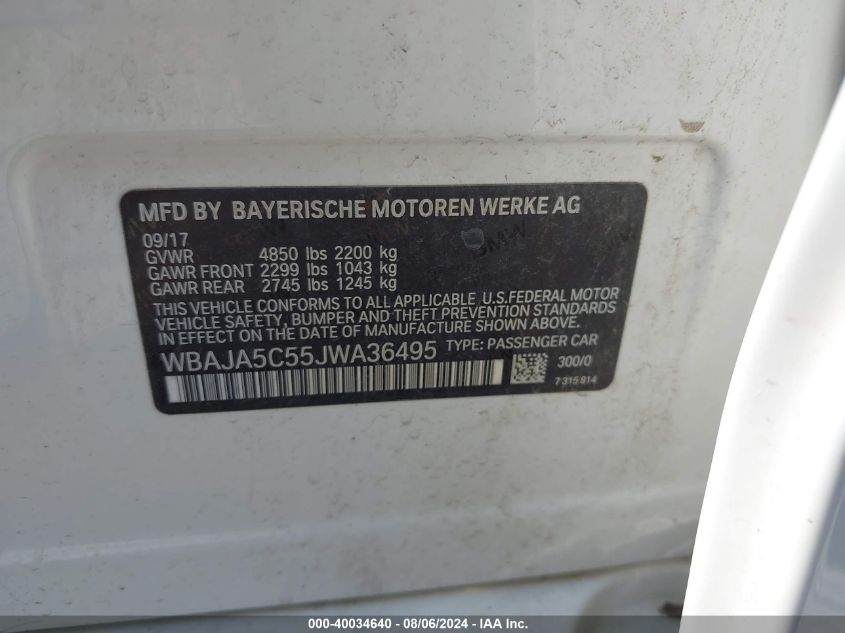 MFD BY BAYERISCHE MOTOREN WERKE AG
09/17
GVWR 4850 lbs 2200 kg
GAWR FRONT 2299 lbs 1043 kg
GAWR REAR 2745 lbs 1245 kg
THIS VEHICLE CONFORMS TO ALL APPLICABLE, U.S.FEDERAL MOTOR
VEHICLE SAFETY, BUMPER AND THEFT PREVENTION STANDARDS
IN EFFECT ON THE DATE OF MANUFACTURE SHOWN ABOVE.
WBAJA5C55JWA36495 TYPE: PASSENGER CAR
300/0
7 315 814
000-40034640 - 08/06/2024 - IAA Inc.